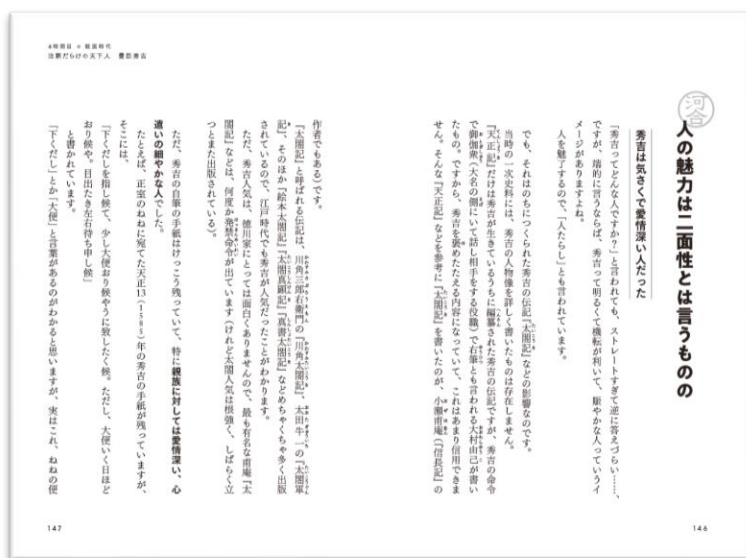 河合
人の魅力は二面性とは言うものの
秀吉は気さくで愛情深い人だった
「秀吉ってどんな人ですか？」と言われても、ストレートすぎて逆に答えづらい……、
ですが、端的に言うならば、秀吉って明るくて機転が利いて、賑やかな人っていうイ
メージがありますよね。
人を魅了するので、「人たらし」とも言われています。
でも、それはのちにつくられた秀吉の伝記『太閤記』などの影響なのです。
当時の一次史料には、秀吉の人物像を詳しく書いたものは存在しません。
『天正記』だけは秀吉が生きているうちに編纂された秀吉の伝記ですが、秀吉の命令
で御伽衆（大名の側にいて話し相手をする役職）で右筆とも言われる大村由己が書い
たもの。ですから、秀吉を褒めたたえる内容になっていて、これはあまり信用できま
せん。そんな『天正記』などを参考に『太閤記』を書いたのが、小瀬甫庵（『信長記』の
146
4時間目 戦国時代
治療だらけの天下人 豊臣秀吉
作者でもある）です。
『太閤記』と呼ばれる伝記は、川角三郎右衛門の『川角太閤記』、太田牛一の『太閤軍
記』、そのほか『絵本太閤記』『太閤真顕記』『真書太閤記』などめちゃくちゃ多く出版
されているので、江戸時代でも秀吉が人気だったことがわかります。
ただ、秀吉人気は、徳川家にとっては面白くありませんので、最も有名な甫庵『太
閤記』などは、何度か発禁命令が出ています（けれど太閤人気は根強く、しばらく立
つとまた出版されている）。
ただ、秀吉の自筆の手紙はけっこう残っていて、特に親族に対しては愛情深い、心
遣いの細やかな人でした。
たとえば、正室のねねに宛てた天正13（1585）年の秀吉の手紙が残っていますが、
そこには、
「下くだしを指し候て、少し大便おり候やうに致したく候。ただし、大便いく日ほど
おり候や。目出たき左右待ち申し候」
と書かれています。
「下くだし」とか「大便」と言葉があるのがわかると思いますが、実はこれ、ねねの便
147